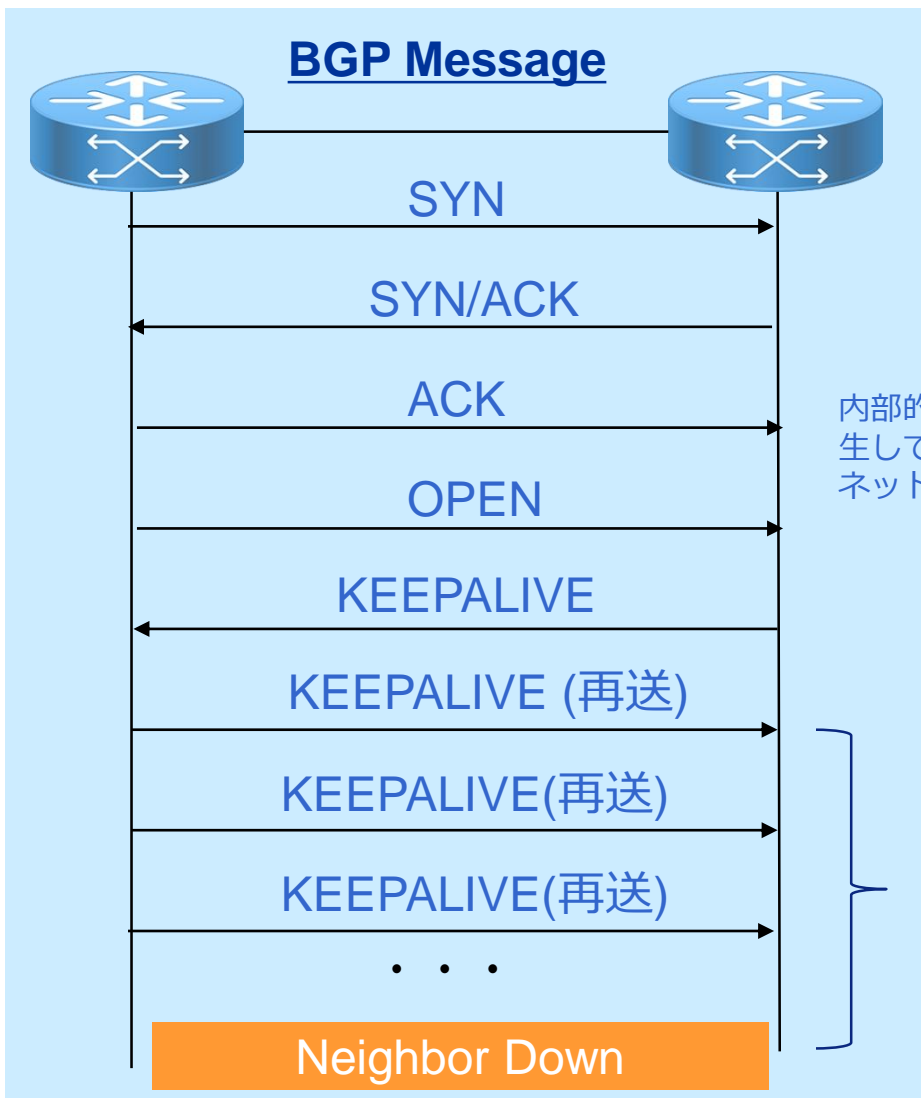 BGP Message
SYN
SYN/ACK
ACK
内部的
生して
ネット
OPEN
KEEPALIVE
KEEPALIVE (再送)
KEEPALIVE(再送)
KEEPALIVE(再送)
・・・
Neighbor Down